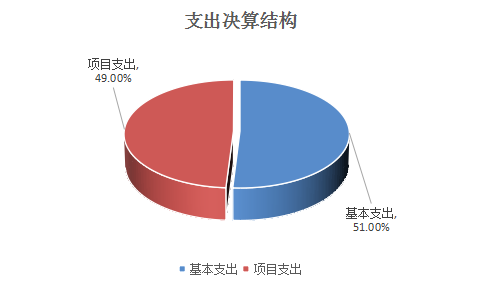 支出决算结构
项目支出,
49.00%
基本支出,
51.00%
基本支出 项目支出